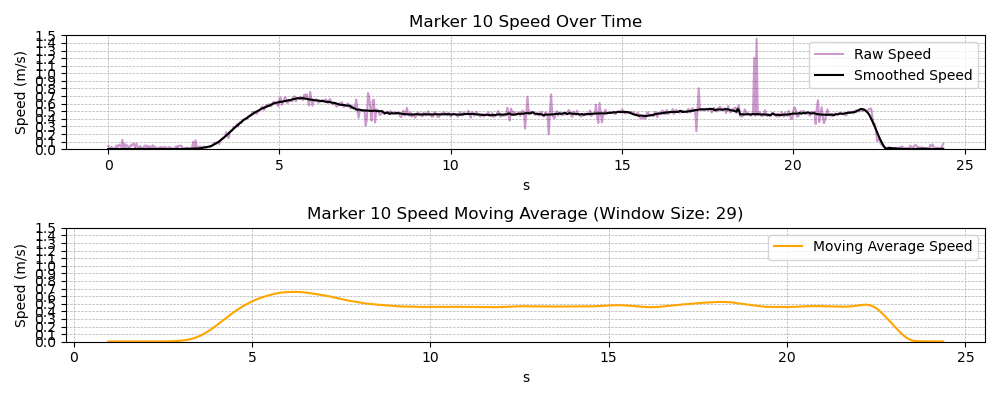 Marker 10 Speed Over Time
Speed (m/s)
1.5
1.4
1.3
1.2
1.1
1.0
0.9
0.8
0.7
0.6
0.5
0.4
0.3
0.2
0.1
0.0
Raw Speed
Smoothed Speed
0 5 10 15 20 25
s
Marker 10 Speed Moving Average (Window Size: 29)
Speed (m/s)
1.5
1.4
1.3
1.2
1.1
1.0
0.9
0.8
0.7
0.6
0.5
0.4
0.3
0.2
0.1
0.0
Moving Average Speed
0 5 10 15 20 25
s